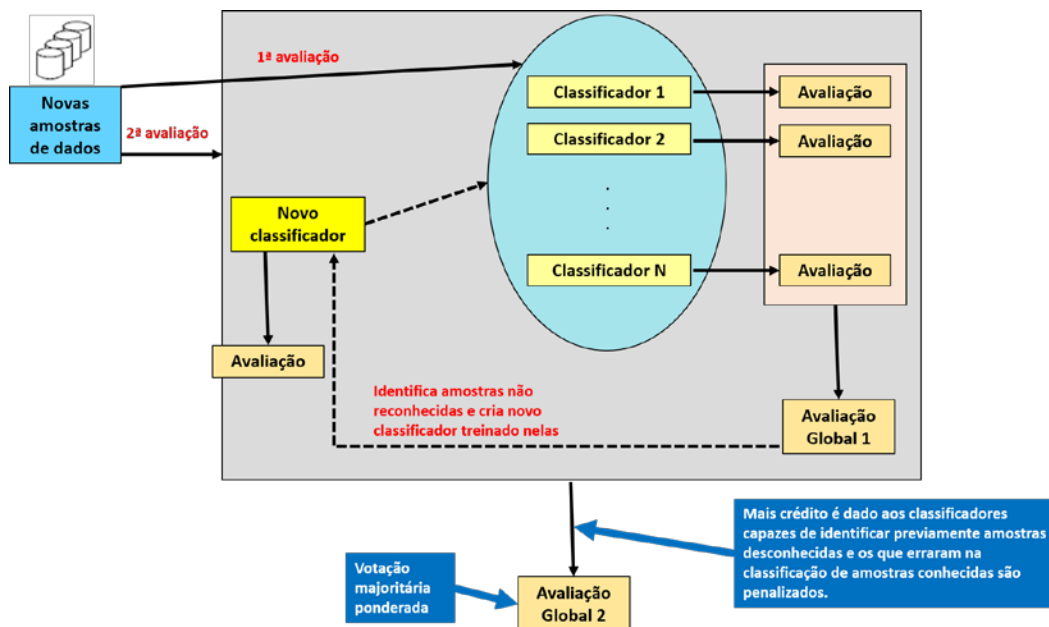 1ª avaliação
Novas
amostras
de dados
2ª avaliação
Classificador 1
Avaliação
Classificador 2
Avaliação
.
.
.
Novo
classificador
Classificador N
Avaliação
Avaliação
Identifica amostras não
reconhecidas e cria novo
classificador treinado nelas
Avaliação
Global 1
Mais crédito é dado aos classificadores
capazes de identificar previamente amostras
desconhecidas e os que erraram na
classificação de amostras conhecidas são
penalizados.
Votação
majoritária
ponderada
Avaliação
Global 2